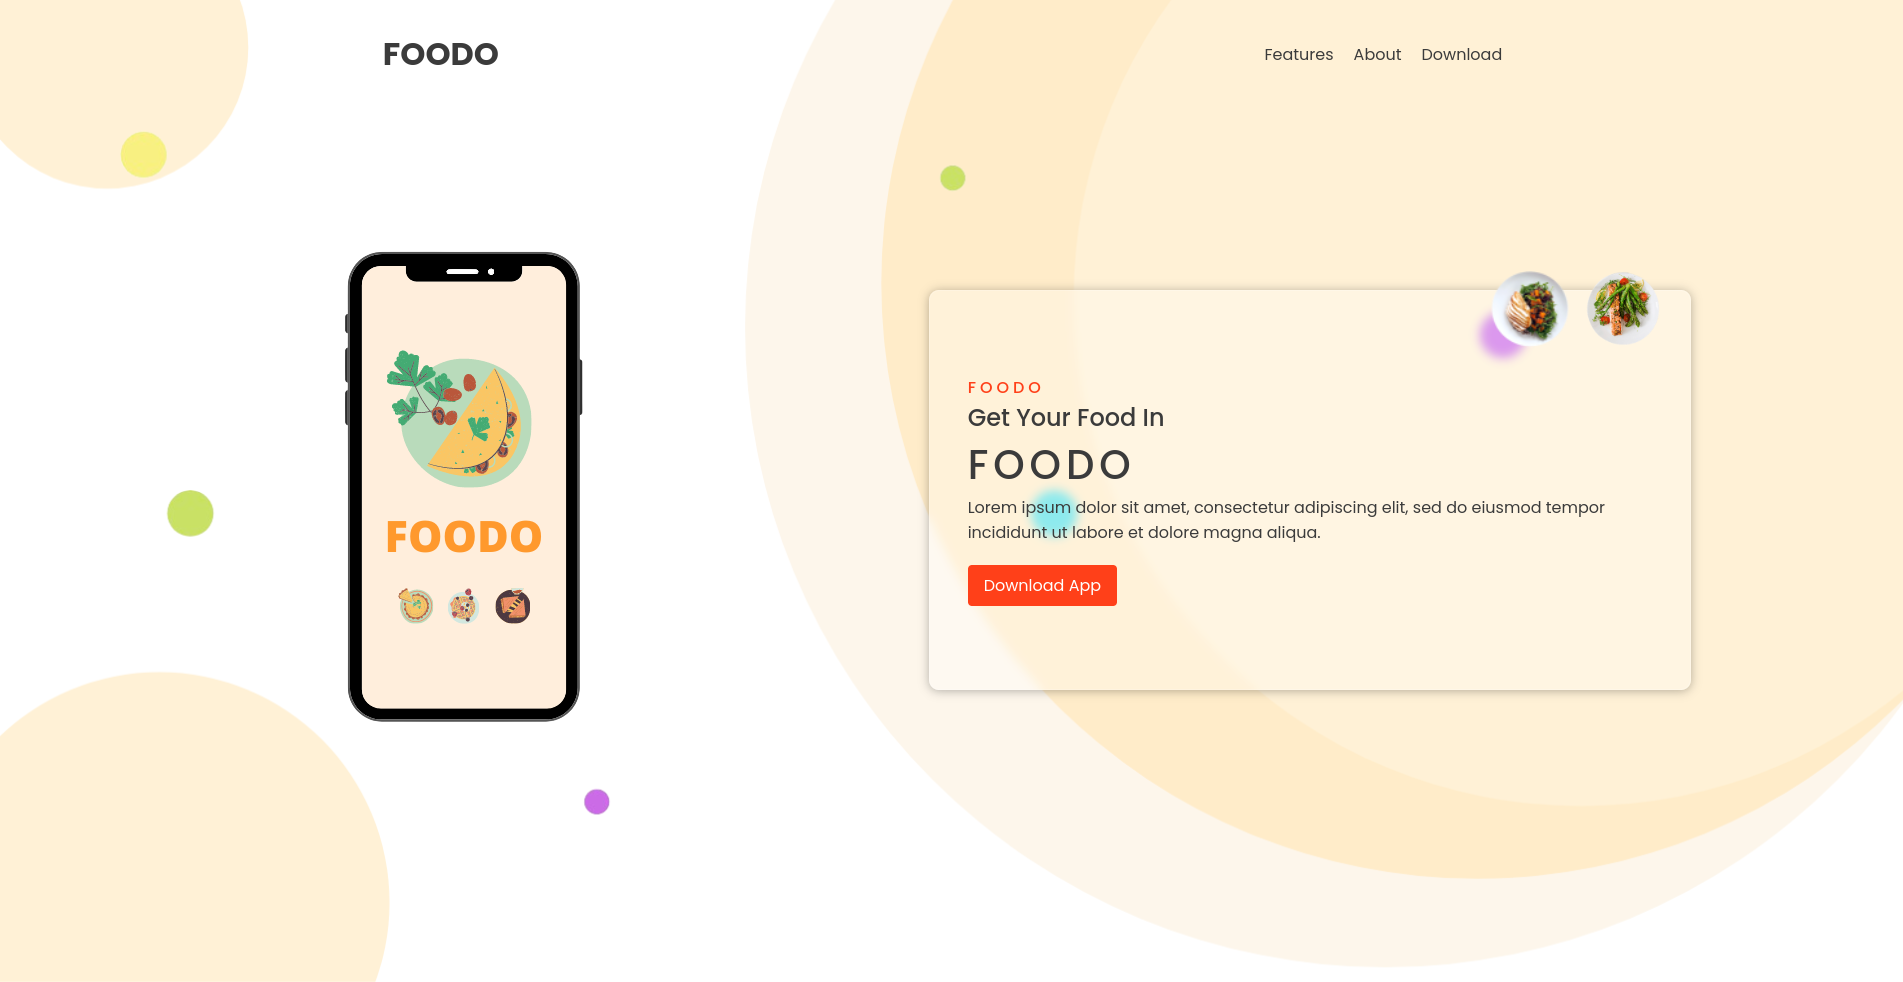 FOODO
Features About Download
FOODO
FOODO
Get Your Food In
FOODO
Lorem ipsum dolor sit amet, consectetur adipiscing elit, sed do eiusmod tempor
incididunt ut labore et dolore magna aliqua.
Download App